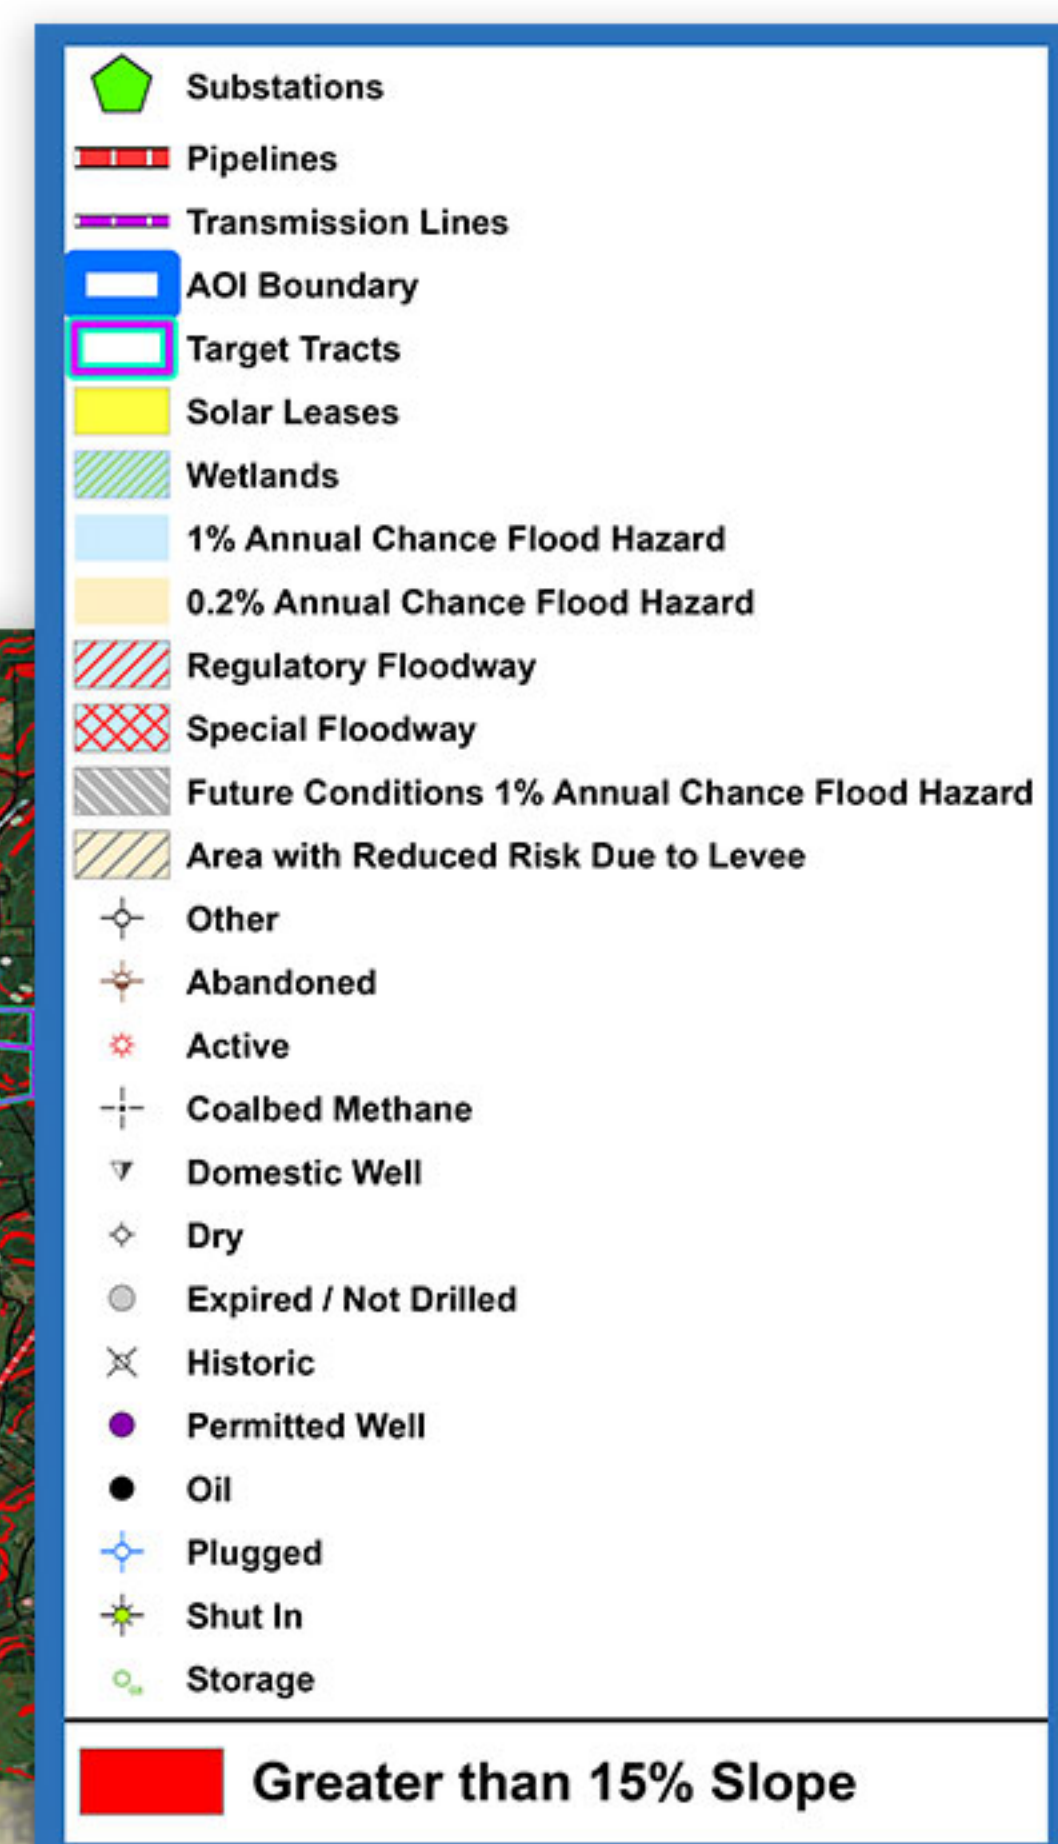 Substations
Pipelines
Transmission Lines
AOI Boundary
Target Tracts
Solar Leases
Wetlands
1% Annual Chance Flood Hazard
0.2% Annual Chance Flood Hazard
Regulatory Floodway
Special Floodway
Future Conditions 1% Annual Chance Flood Hazard
Area with Reduced Risk Due to Levee
Other
Abandoned
Active
Coalbed Methane
Domestic Well
Dry
Expired / Not Drilled
Historic
Permitted Well
Oil
Plugged
Shut In
Storage
Greater than 15% Slope